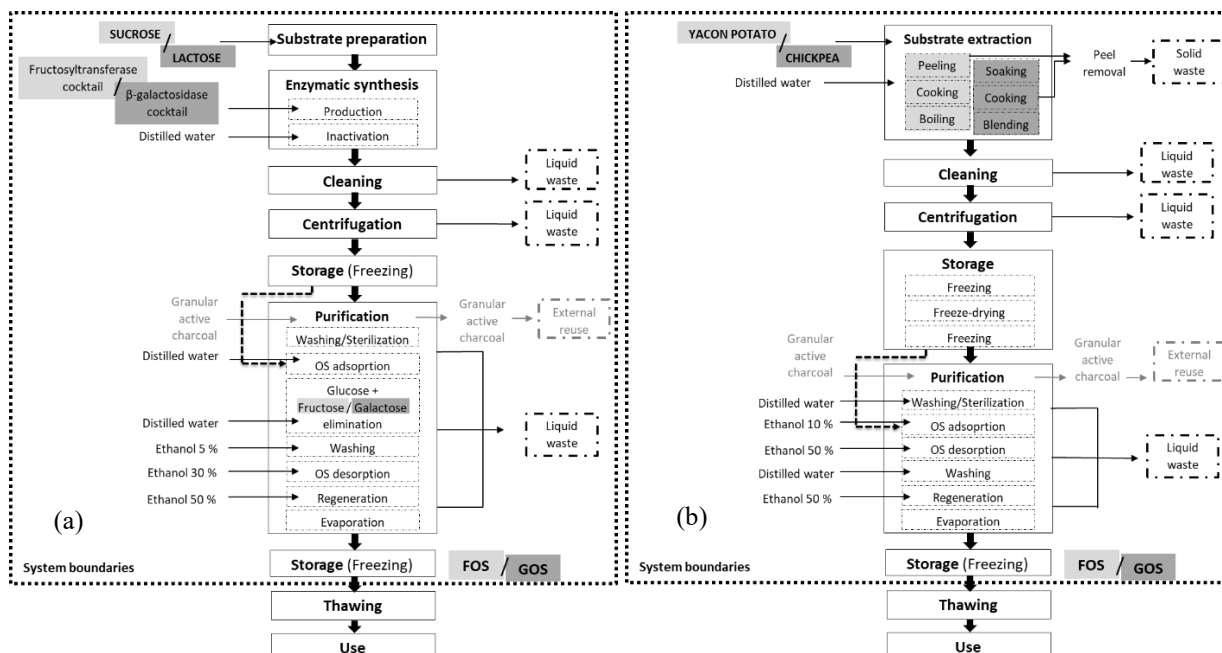 SUCROSE
/
LACTOSE
Substrate preparation
Fructosyltransferase
cocktail
/
β-galactosidase
cocktail
Enzymatic synthesis
Production
Distilled water
Inactivation
Cleaning
Liquid
waste
Centrifugation
Liquid
waste
Storage (Freezing)
Granular
active
charcoal
Purification
Granular
active
charcoal
External
reuse
Washing/Sterilization
Distilled water
OS adsoprtion
Glucose +
Fructose/Galactose
elimination
Distilled water
Liquid
waste
Ethanol 5 %
Washing
Ethanol 30 %
OS desorption
Ethanol 50 %
Regeneration
Evaporation
(a)
Storage (Freezing)
FOS / GOS
System boundaries
Thawing
Use
YACON POTATO
/
CHICKPEA
Substrate extraction
Distilled water
Peeling
Cooking
Boiling
Soaking
Cooking
Blending
Peel
removal
Solid
waste
Cleaning
Liquid
waste
Centrifugation
Liquid
waste
Storage
Freezing
Freeze-drying
Freezing
Granular
active
charcoal
Purification
Granular
active
charcoal
External
reuse
Distilled water
Washing/Sterilization
Ethanol 10 %
OS adsoprtion
Ethanol 50 %
OS desorption
Liquid
waste
Distilled water
Washing
Ethanol 50 %
Regeneration
Evaporation
(b)
Storage (Freezing)
FOS / GOS
System boundaries
Thawing
Use